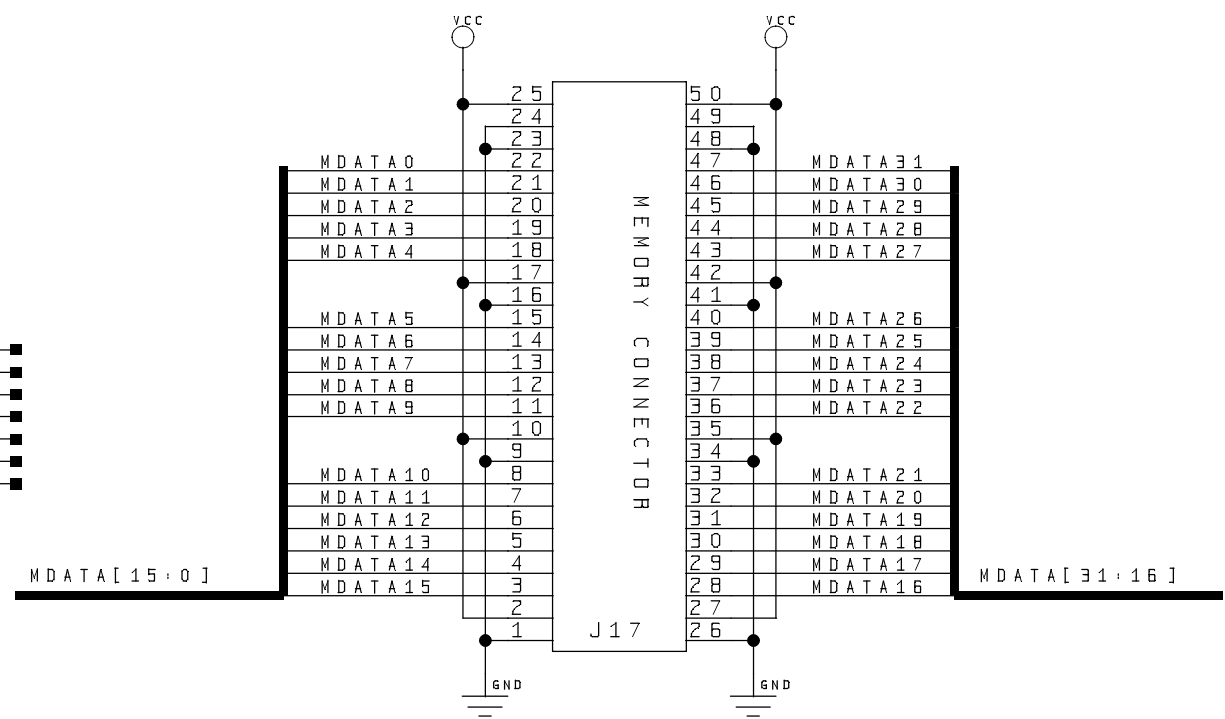 VCC VCC
25 50
24 49
23 48
MDATA0 22 47 MDATA31
MDATA1 21 46 MDATA30
MDATA2 20 45 MDATA29
MDATA3 19 44 MDATA28
MDATA4 18 43 MDATA27
17 42
16 41
MDATA5 15 40 MDATA26
MDATA6 14 39 MDATA25
MDATA7 13 38 MDATA24
MDATA8 12 37 MDATA23
MDATA9 11 36 MDATA22
10 35
9 34
MDATA10 8 33 MDATA21
MDATA11 7 32 MDATA20
MDATA12 6 31 MDATA19
MDATA13 5 30 MDATA18
MDATA14 4 29 MDATA17
MDATA15 3 28 MDATA16
2 27
1 26
MEMORY CONNECTOR
J17
MDATA[15:0]
MDATA[31:16]
GND GND